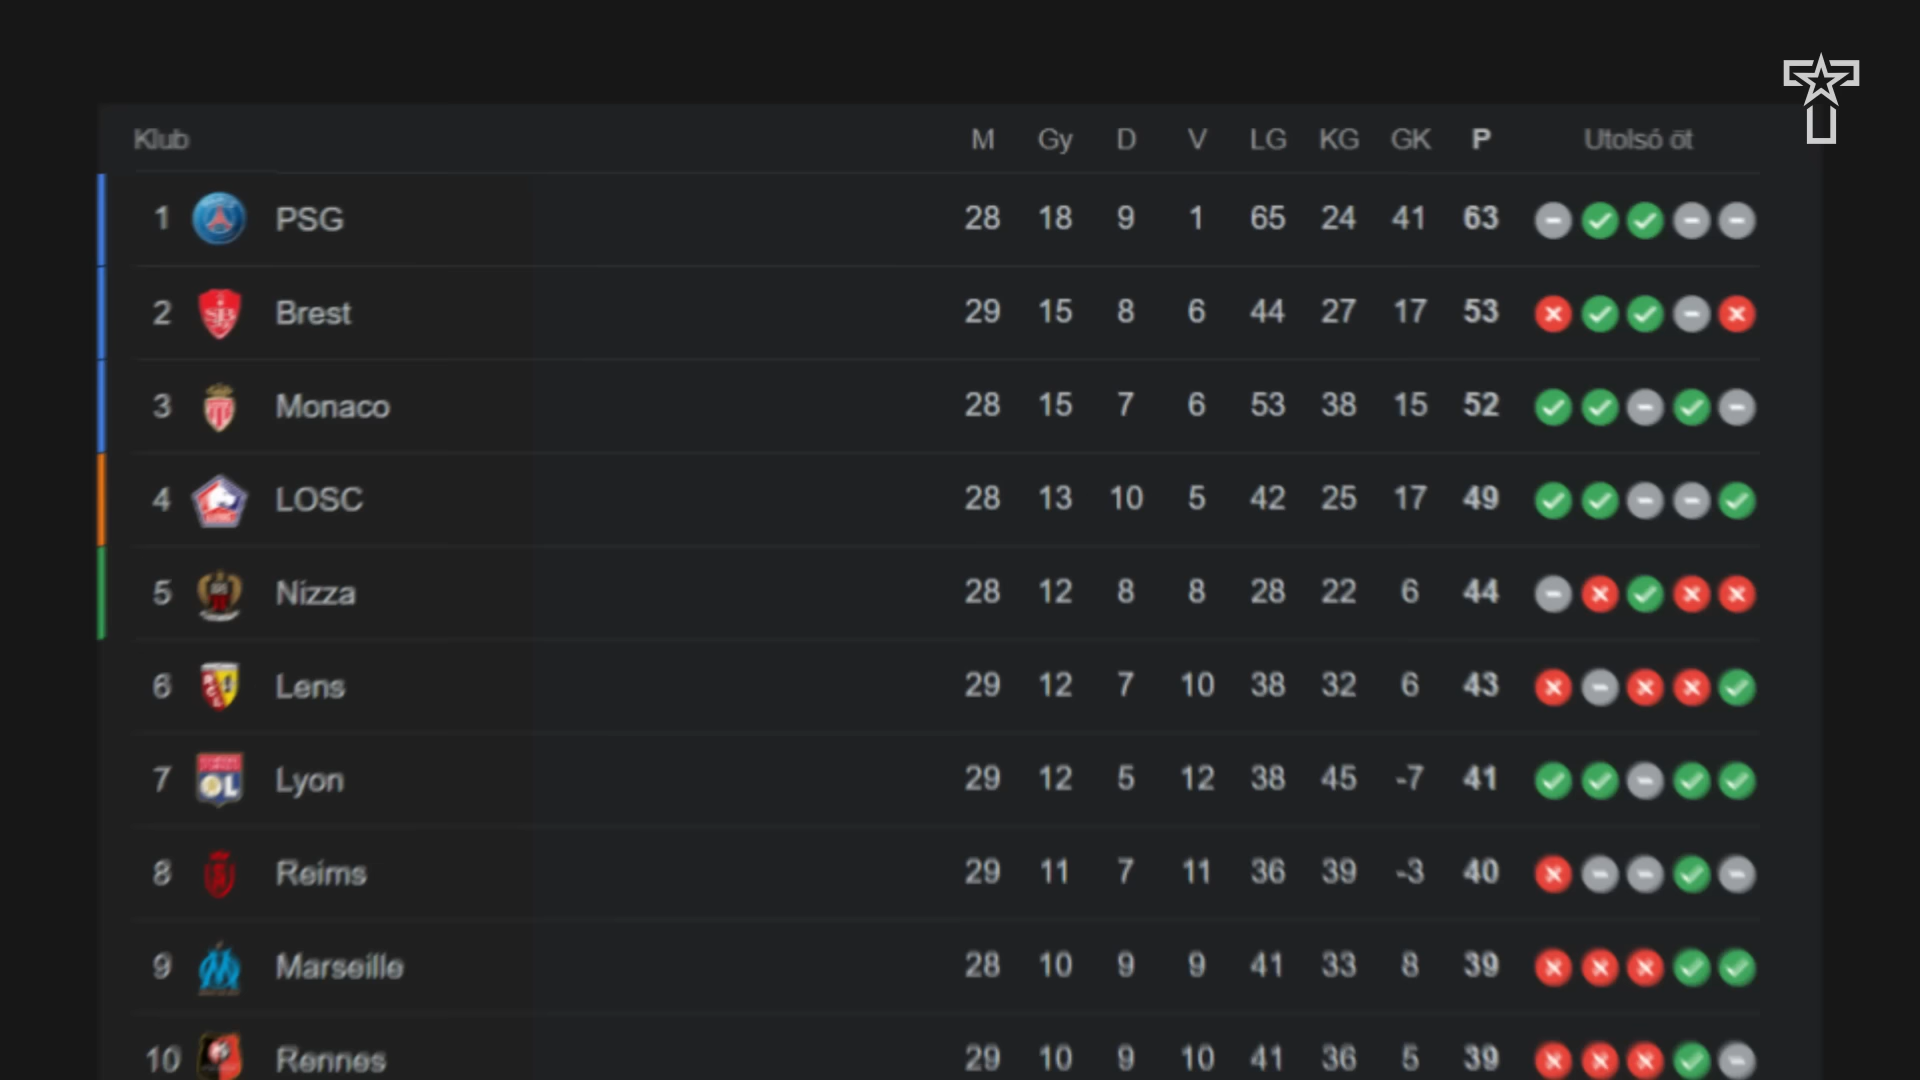 Klub M Gy D V LG KG GK P Utolsó öt
1 PSG 28 18 9 1 65 24 41 63
2 Brest 29 15 8 6 44 27 17 53
3 Monaco 28 15 7 6 53 38 15 52
4 LOSC 28 13 10 5 42 25 17 49
5 Nizza 28 12 8 8 28 22 6 44
6 Lens 29 12 7 10 38 32 6 43
7 Lyon 29 12 5 12 38 45 -7 41
8 Reims 29 11 7 11 36 39 -3 40
9 Marseille 28 10 9 9 41 33 8 39
10 Rennes 29 10 9 10 41 36 5 39